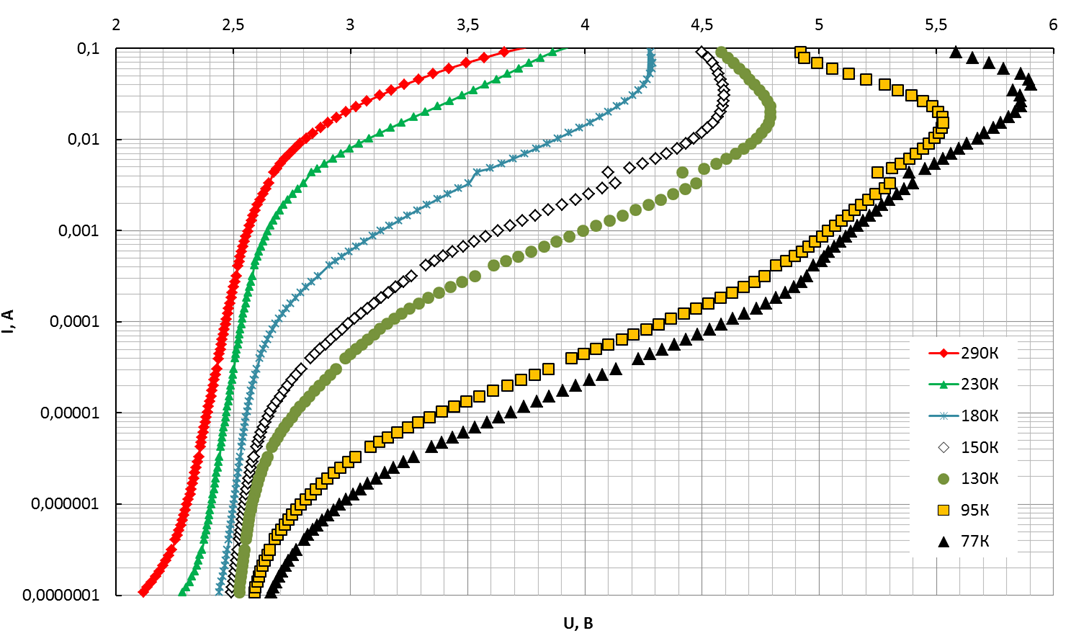 2 2,5 3 3,5 4 4,5 5 5,5 6
0,1
0,01
0,001
0,0001
0,00001
0,000001
0,0000001
I, А
U, В
290K
230K
180K
150K
130K
95K
77K